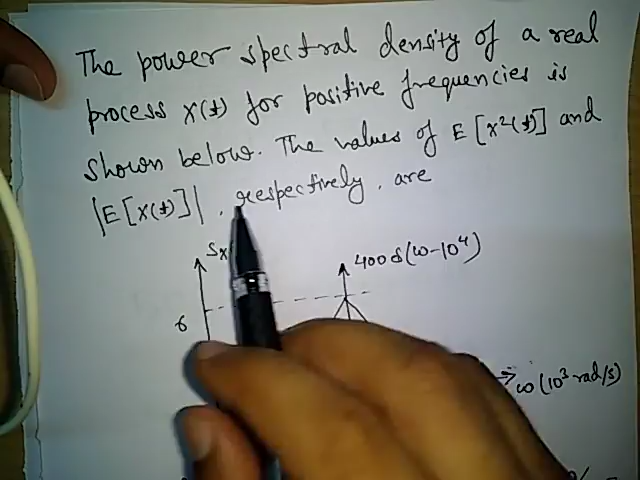 The power spectral density of a real
process X(t) for positive frequencies is
shown below. The values of E[X²(t)] and
|E[X(t)]|, respectively, are
Sx
400δ(ω-10⁴)
6
ω(10³ rad/s)